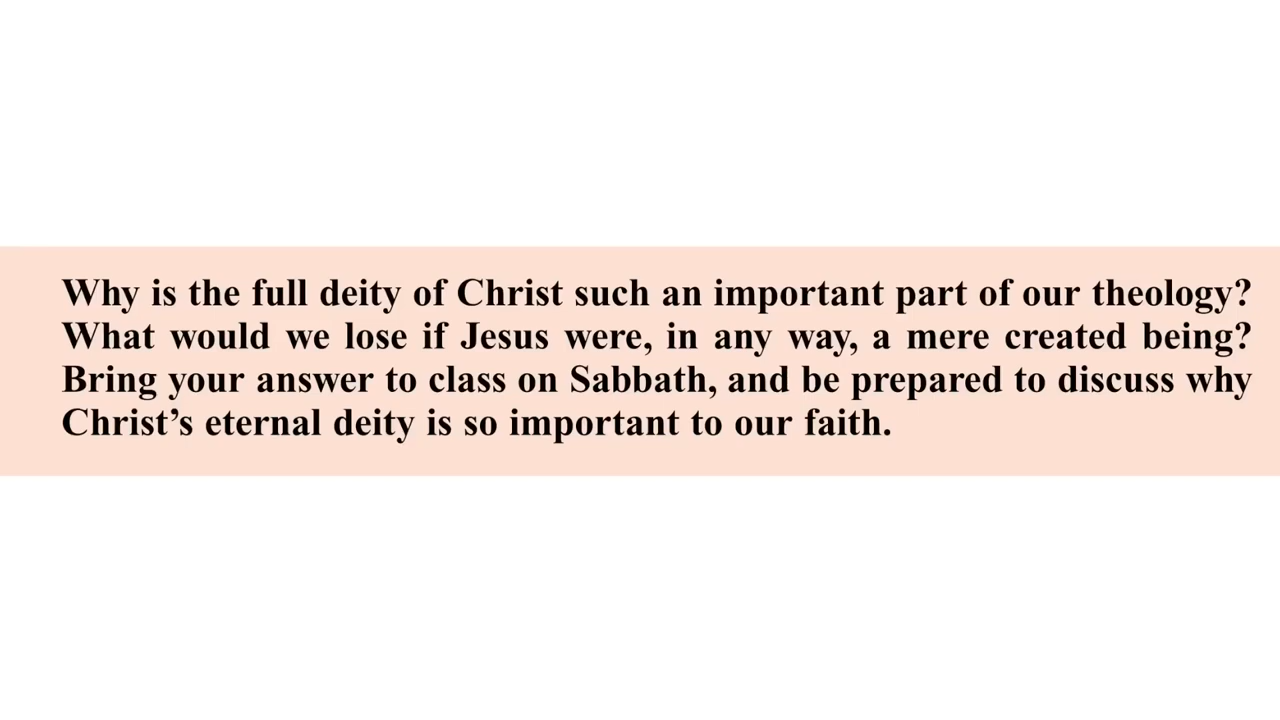 Why is the full deity of Christ such an important part of our theology?
What would we lose if Jesus were, in any way, a mere created being?
Bring your answer to class on Sabbath, and be prepared to discuss why
Christ’s eternal deity is so important to our faith.